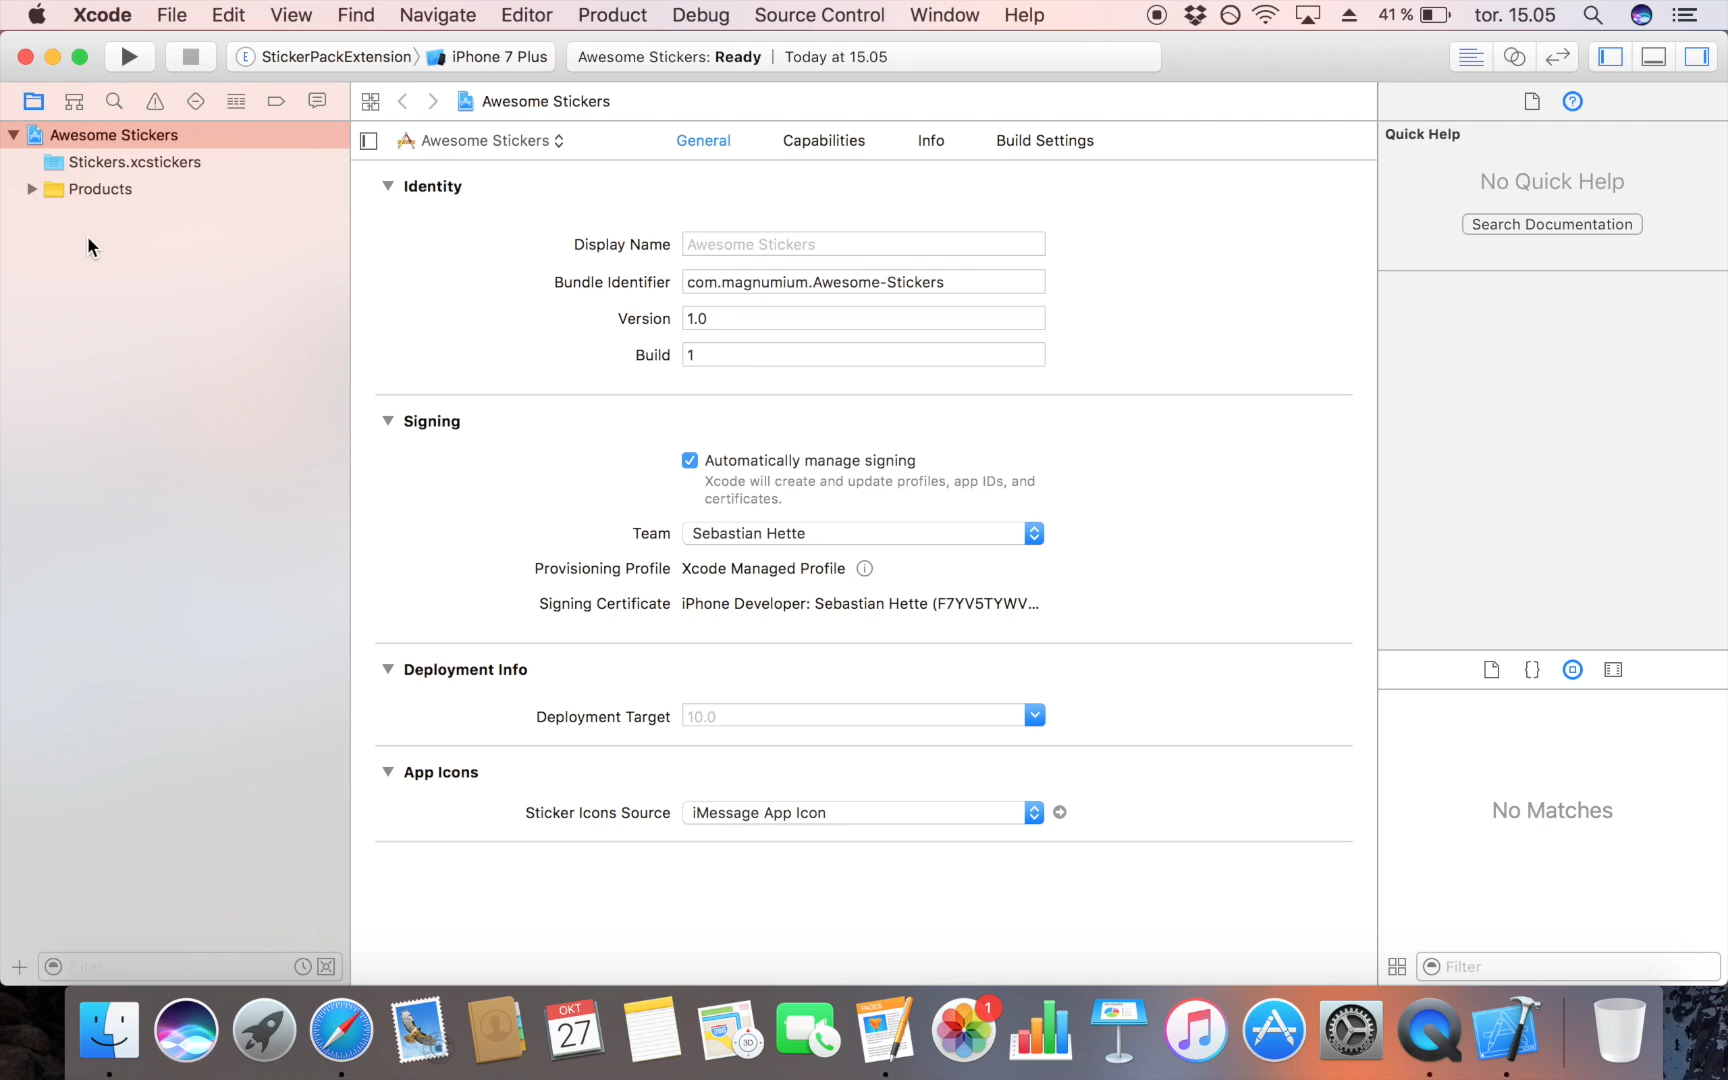 Xcode File Edit View Find Navigate Editor Product Debug Source Control Window Help 41 % tor. 15.05
StickerPackExtension iPhone 7 Plus Awesome Stickers: Ready | Today at 15.05
Awesome Stickers
Quick Help
No Quick Help
Search Documentation
Awesome Stickers
Stickers.xcstickers
Products
Awesome Stickers General Capabilities Info Build Settings
Identity
Display Name Awesome Stickers
Bundle Identifier com.magnumium.Awesome-Stickers
Version 1.0
Build 1
Signing
Automatically manage signing
Xcode will create and update profiles, app IDs, and
certificates.
Team Sebastian Hette
Provisioning Profile Xcode Managed Profile
Signing Certificate iPhone Developer: Sebastian Hette (F7YV5TYWV...
Deployment Info
Deployment Target 10.0
App Icons
Sticker Icons Source iMessage App Icon
No Matches
Filter
Filter
OKT
27
PAGES
280
3D
1